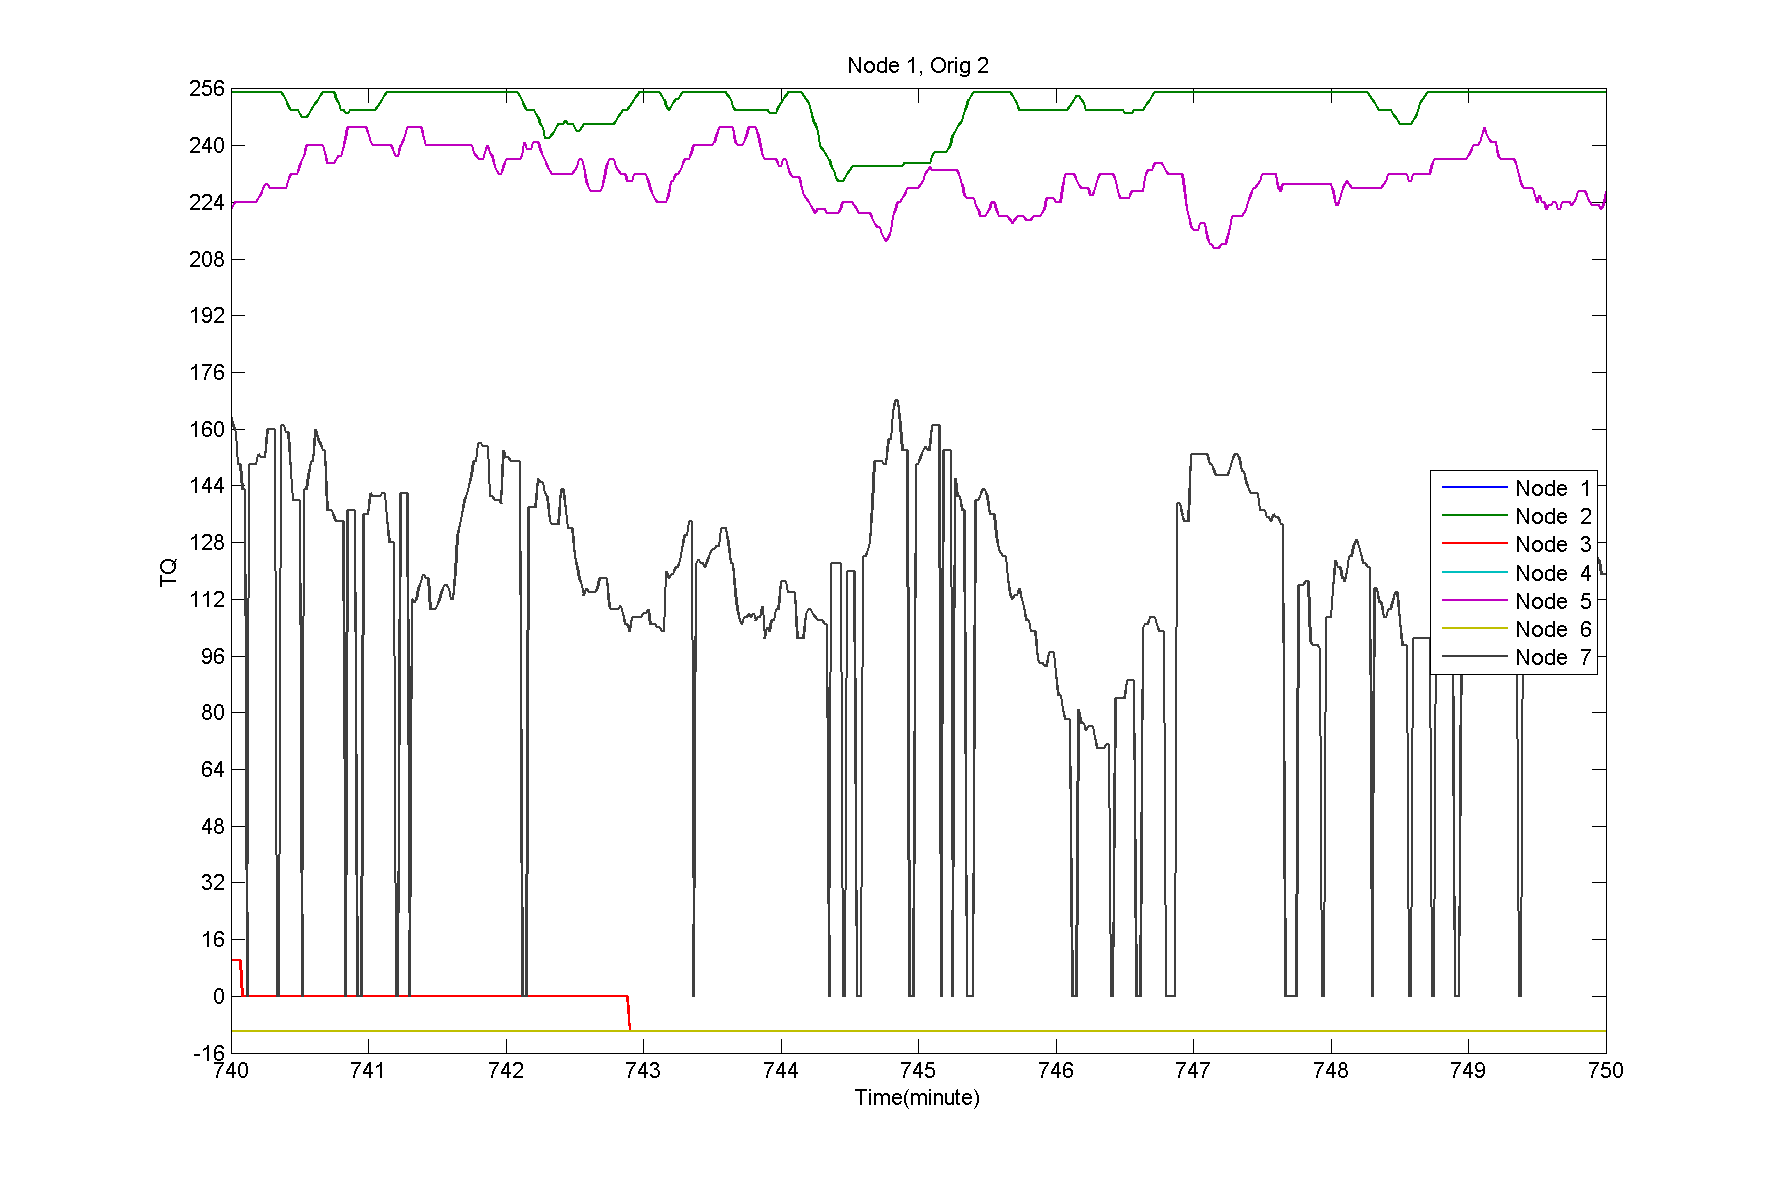 Node 1, Orig 2
256
240
224
208
192
176
160
144
128
112
96
80
64
48
32
16
0
-16
TQ
Node 1
Node 2
Node 3
Node 4
Node 5
Node 6
Node 7
740 741 742 743 744 745 746 747 748 749 750
Time(minute)